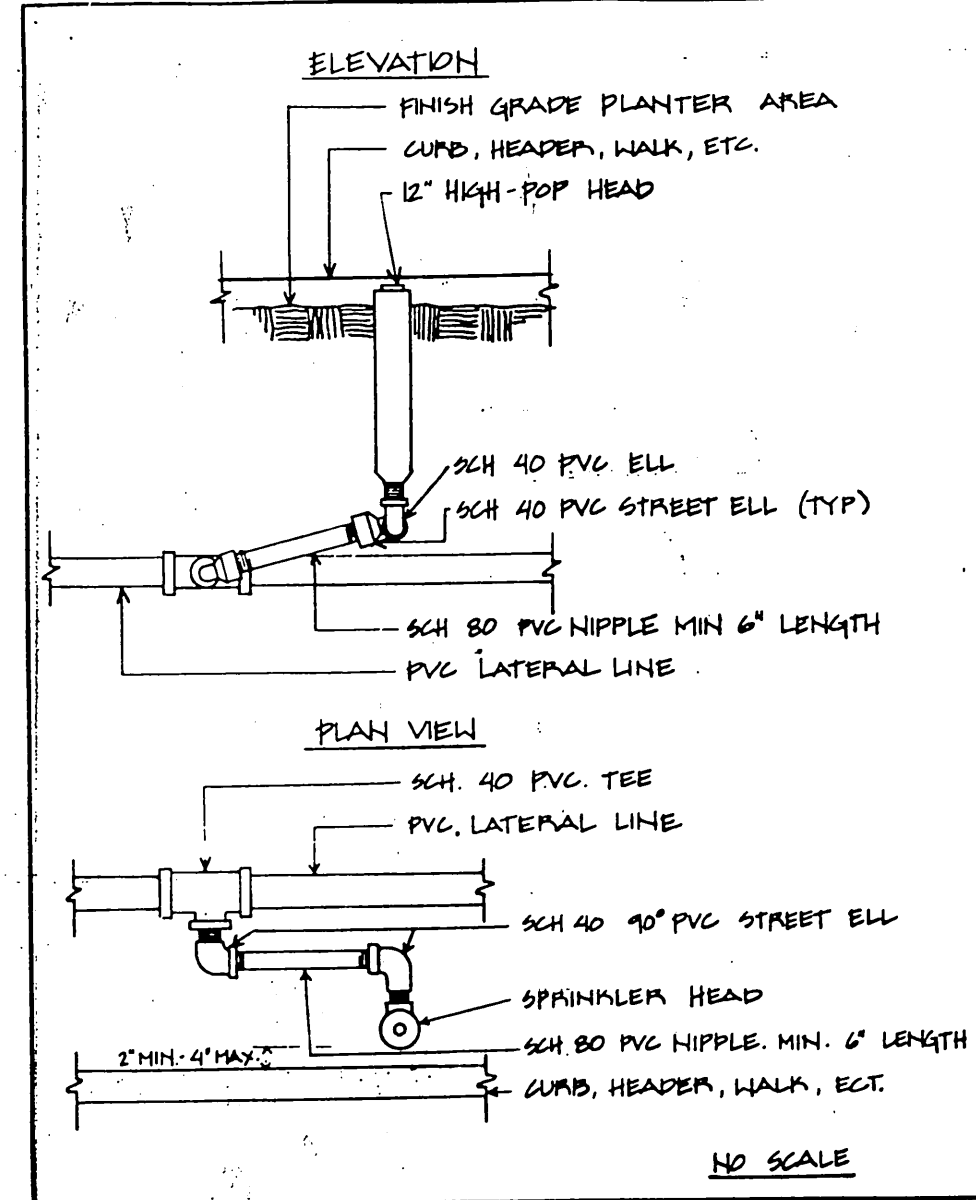 ELEVATION
FINISH GRADE PLANTER AREA
CURB, HEADER, WALK, ETC.
12" HIGH-POP HEAD
SCH 40 PVC ELL
SCH 40 PVC STREET ELL (TYP)
SCH 80 PVC NIPPLE MIN 6" LENGTH
PVC LATERAL LINE
PLAN VIEW
SCH. 40 PVC. TEE
PVC. LATERAL LINE
SCH 40 90° PVC STREET ELL
SPRINKLER HEAD
2" MIN.- 4" MAX.
SCH 80 PVC NIPPLE. MIN. 6" LENGTH
CURB, HEADER, WALK, ECT.
NO SCALE